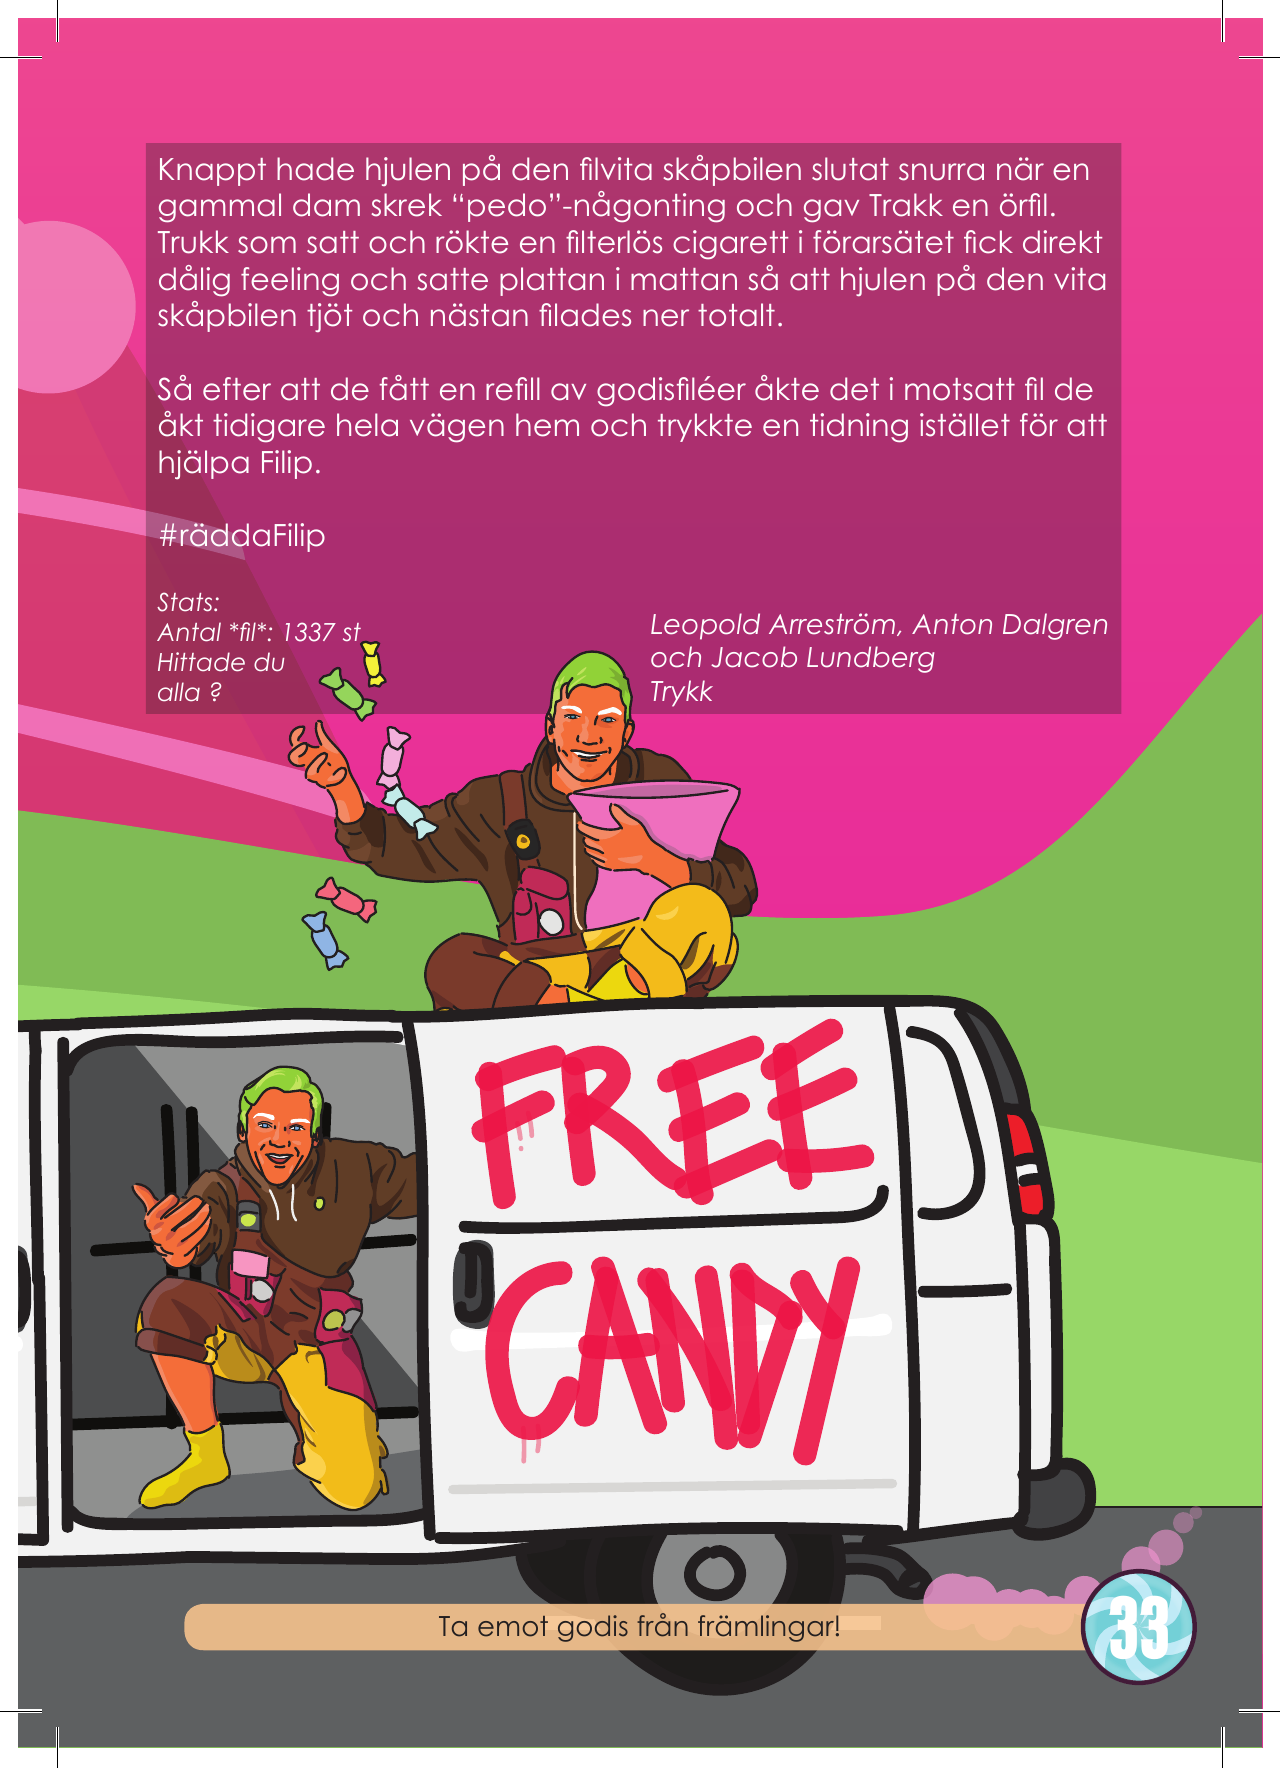 Knappt hade hjulen på den filvita skåpbilen slutat snurra när en
gammal dam skrek “pedo”-någonting och gav Trakk en örfil.
Trukk som satt och rökte en filterlös cigarett i förarsätet fick direkt
dålig feeling och satte plattan i mattan så att hjulen på den vita
skåpbilen tjöt och nästan filades ner totalt.
Så efter att de fått en refill av godisfiléer åkte det i motsatt fil de
åkt tidigare hela vägen hem och trykkte en tidning istället för att
hjälpa Filip.
#räddaFilip
Stats:
Antal *fil*: 1337 st
Hittade du
alla ?
Leopold Arreström, Anton Dalgren
och Jacob Lundberg
Trykk
FREE
CANDY
Ta emot godis från främlingar!
33